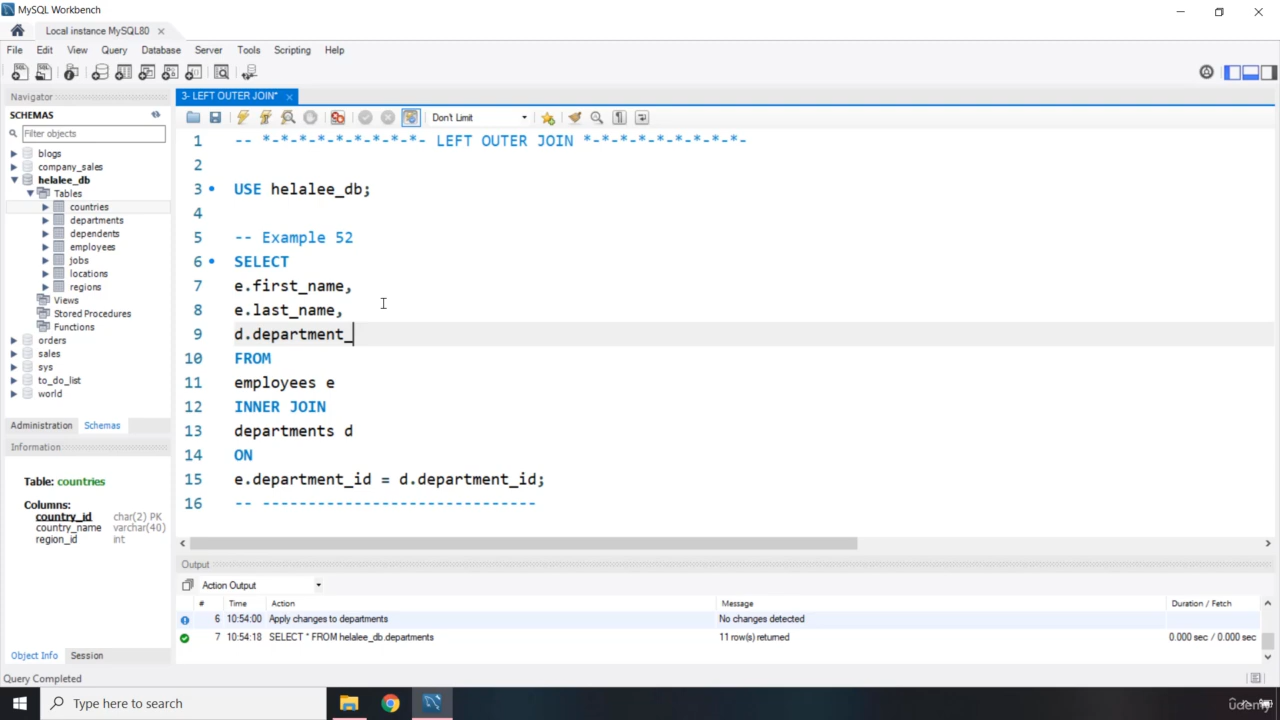 MySQL Workbench
Local instance MySQL80
File Edit View Query Database Server Tools Scripting Help
Navigator
SCHEMAS
Filter objects
blogs
company_sales
helalee_db
Tables
countries
departments
dependents
employees
jobs
locations
regions
Views
Stored Procedures
Functions
orders
sales
sys
to_do_list
world
Administration Schemas
Information
Table: countries
Columns:
country_id char(2) PK
country_name varchar(40)
region_id int
Object Info Session
3- LEFT OUTER JOIN*
Don't Limit
1 -- *-*-*-*-*-*-*-*-*- LEFT OUTER JOIN *-*-*-*-*-*-*-*-*-
2
3 USE helalee_db;
4
5 -- Example 52
6 SELECT
7 e.first_name,
8 e.last_name,
9 d.department_
10 FROM
11 employees e
12 INNER JOIN
13 departments d
14 ON
15 e.department_id = d.department_id;
16 -- ------------------------------
Output
Action Output
# Time Action Message Duration / Fetch
6 10:54:00 Apply changes to departments No changes detected
7 10:54:18 SELECT * FROM helalee_db.departments 11 row(s) returned 0.000 sec / 0.000 sec
Query Completed
Type here to search
udemy